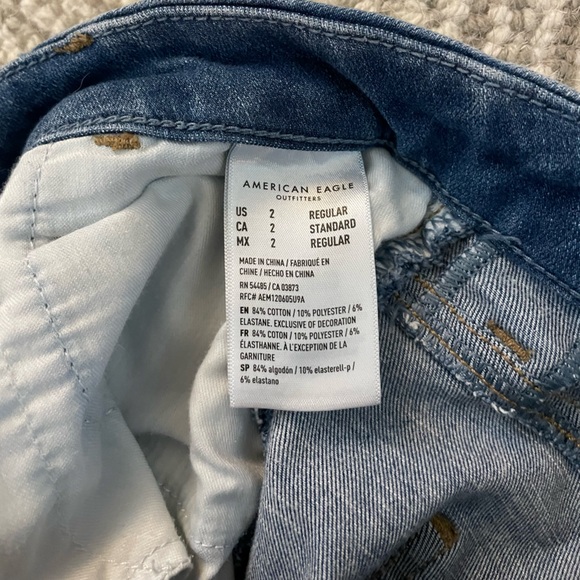 AMERICAN EAGLE
OUTFITTERS
US 2 REGULAR
CA 2 STANDARD
MX 2 REGULAR
MADE IN CHINA / FABRIQUÉ EN
CHINE / HECHO EN CHINA
RN 54485 / CA 03873
RFC# AEM120605U9A
EN 84% COTTON / 10% POLYESTER / 6%
ELASTANE. EXCLUSIVE OF DECORATION
FR 84% COTON / 10% POLYESTER / 6%
ÉLASTHANNE. À L'EXCEPTION DE LA
GARNITURE
SP 84% algodón / 10% elasterell-p /
6% elastano